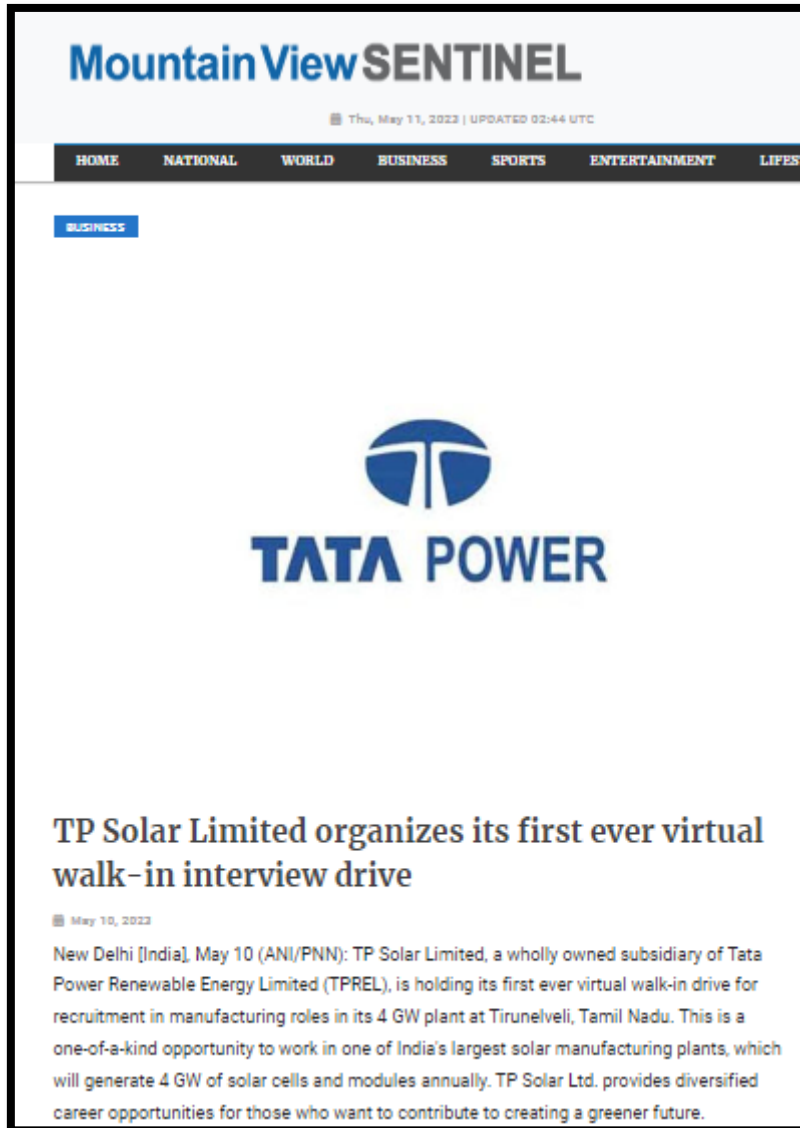 Mountain View SENTINEL
Thu, May 11, 2023 | UPDATED 02:44 UTC
HOME NATIONAL WORLD BUSINESS SPORTS ENTERTAINMENT LIFES
BUSINESS
TATA POWER
TP Solar Limited organizes its first ever virtual
walk-in interview drive
May 10, 2023
New Delhi [India], May 10 (ANI/PNN): TP Solar Limited, a wholly owned subsidiary of Tata
Power Renewable Energy Limited (TPREL), is holding its first ever virtual walk-in drive for
recruitment in manufacturing roles in its 4 GW plant at Tirunelveli, Tamil Nadu. This is a
one-of-a-kind opportunity to work in one of India's largest solar manufacturing plants, which
will generate 4 GW of solar cells and modules annually. TP Solar Ltd. provides diversified
career opportunities for those who want to contribute to creating a greener future.